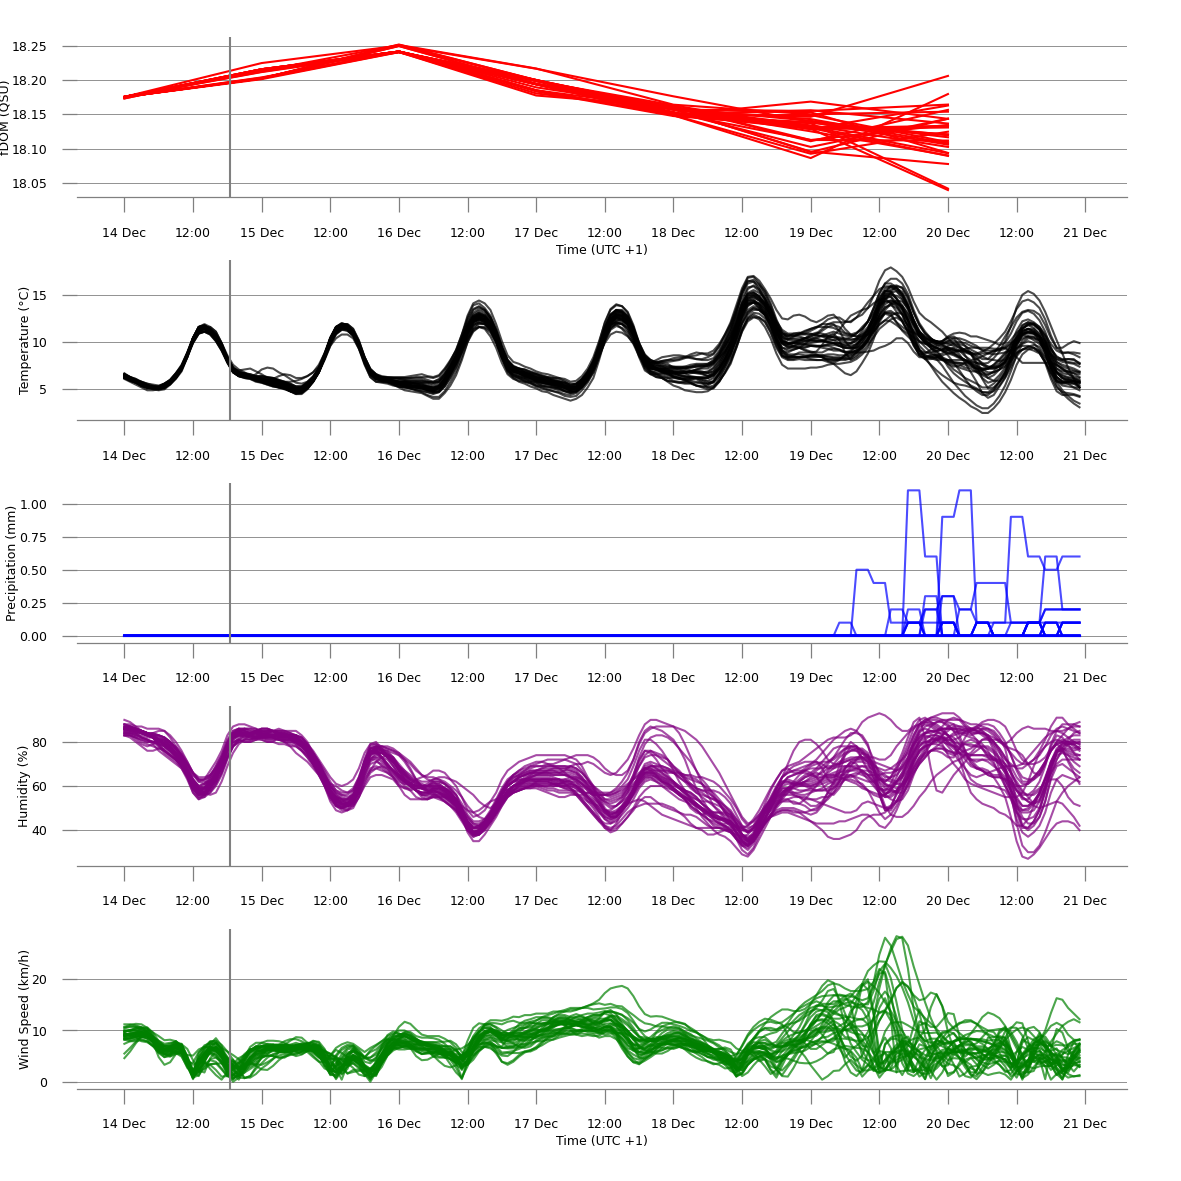 fDOM (QSU)
18.25
18.20
18.15
18.10
18.05
14 Dec 12:00 15 Dec 12:00 16 Dec 12:00 17 Dec 12:00 18 Dec 12:00 19 Dec 12:00 20 Dec 12:00 21 Dec
Time (UTC +1)
Temperature (°C)
15
10
5
14 Dec 12:00 15 Dec 12:00 16 Dec 12:00 17 Dec 12:00 18 Dec 12:00 19 Dec 12:00 20 Dec 12:00 21 Dec
Precipitation (mm)
1.00
0.75
0.50
0.25
0.00
14 Dec 12:00 15 Dec 12:00 16 Dec 12:00 17 Dec 12:00 18 Dec 12:00 19 Dec 12:00 20 Dec 12:00 21 Dec
Humidity (%)
80
60
40
14 Dec 12:00 15 Dec 12:00 16 Dec 12:00 17 Dec 12:00 18 Dec 12:00 19 Dec 12:00 20 Dec 12:00 21 Dec
Wind Speed (km/h)
20
10
0
14 Dec 12:00 15 Dec 12:00 16 Dec 12:00 17 Dec 12:00 18 Dec 12:00 19 Dec 12:00 20 Dec 12:00 21 Dec
Time (UTC +1)